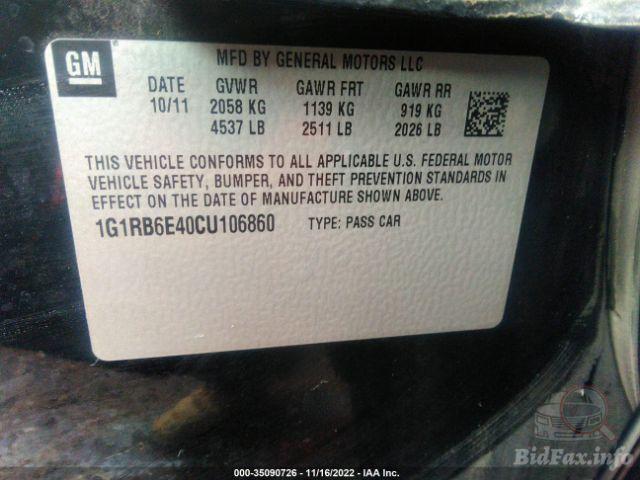 GM
MFD BY GENERAL MOTORS LLC
DATE GVWR GAWR FRT GAWR RR
10/11 2058 KG 1139 KG 919 KG
4537 LB 2511 LB 2026 LB
THIS VEHICLE CONFORMS TO ALL APPLICABLE U.S. FEDERAL MOTOR
VEHICLE SAFETY, BUMPER, AND THEFT PREVENTION STANDARDS IN
EFFECT ON THE DATE OF MANUFACTURE SHOWN ABOVE.
1G1RB6E40CU106860 TYPE: PASS CAR
BidFax.info
000-35090726 - 11/16/2022 - IAA Inc.